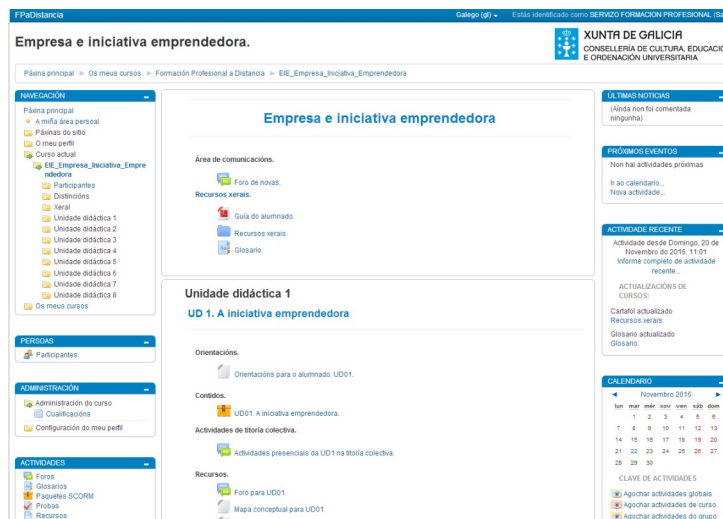 FPaDistancia
Galego (gl)
Estás identificado como SERVIZO FORMACION PROFESIONAL (Sa
Empresa e iniciativa emprendedora.
XUNTA DE GALICIA
CONSELLERÍA DE CULTURA, EDUCACIÓ
E ORDENACIÓN UNIVERSITARIA
Páxina principal ► Os meus cursos ► Formación Profesional a Distancia ► EIE_Empresa_Iniciativa_Emprendedora
NAVEGACIÓN
Páxina principal
A miña área persoal
Páxinas do sitio
O meu perfil
Curso actual
EIE_Empresa_Iniciativa_Empre
ndedora
Participantes
Distincións
Xeral
Unidade didáctica 1
Unidade didáctica 2
Unidade didáctica 3
Unidade didáctica 4
Unidade didáctica 5
Unidade didáctica 6
Unidade didáctica 7
Unidade didáctica 8
Os meus cursos
PERSOAS
Participantes
ADMINISTRACIÓN
Administración do curso
Cualificacións
Configuración do meu perfil
ACTIVIDADES
Foros
Glosarios
Paquetes SCORM
Probas
Recursos
Empresa e iniciativa emprendedora
Área de comunicacións.
Foro de novas.
Recursos xerais.
Guía do alumnado.
Recursos xerais.
Glosario.
Unidade didáctica 1
UD 1. A iniciativa emprendedora
Orientacións.
Orientacións para o alumnado. UD01.
Contidos.
UD01. A iniciativa emprendedora.
Actividades de titoría colectiva.
Actividades presenciais da UD1 na titoría colectiva.
Recursos.
Foro para UD01.
Mapa conceptual para UD01.
ÚLTIMAS NOTICIAS
(Aínda non foi comentada
ningunha)
PRÓXIMOS EVENTOS
Non hai actividades próximas
Ir ao calendario...
Nova actividade...
ACTIVIDADE RECENTE
Actividade desde Domingo, 20 de
Novembro do 2016, 11:01
Informe completo de actividade
recente...
ACTUALIZACIÓNS DE
CURSOS:
Cartafol actualizado
Recursos xerais.
Glosario actualizado
Glosario.
CALENDARIO
◄ Novembro 2016 ►
lun mar mér xov ven sáb dom
1 2 3 4 5 6
7 8 9 10 11 12 13
14 15 16 17 18 19 20
21 22 23 24 25 26 27
28 29 30
CLAVE DE ACTIVIDADES
Agochar actividades globais
Agochar actividades de curso
Agochar actividades do grupo